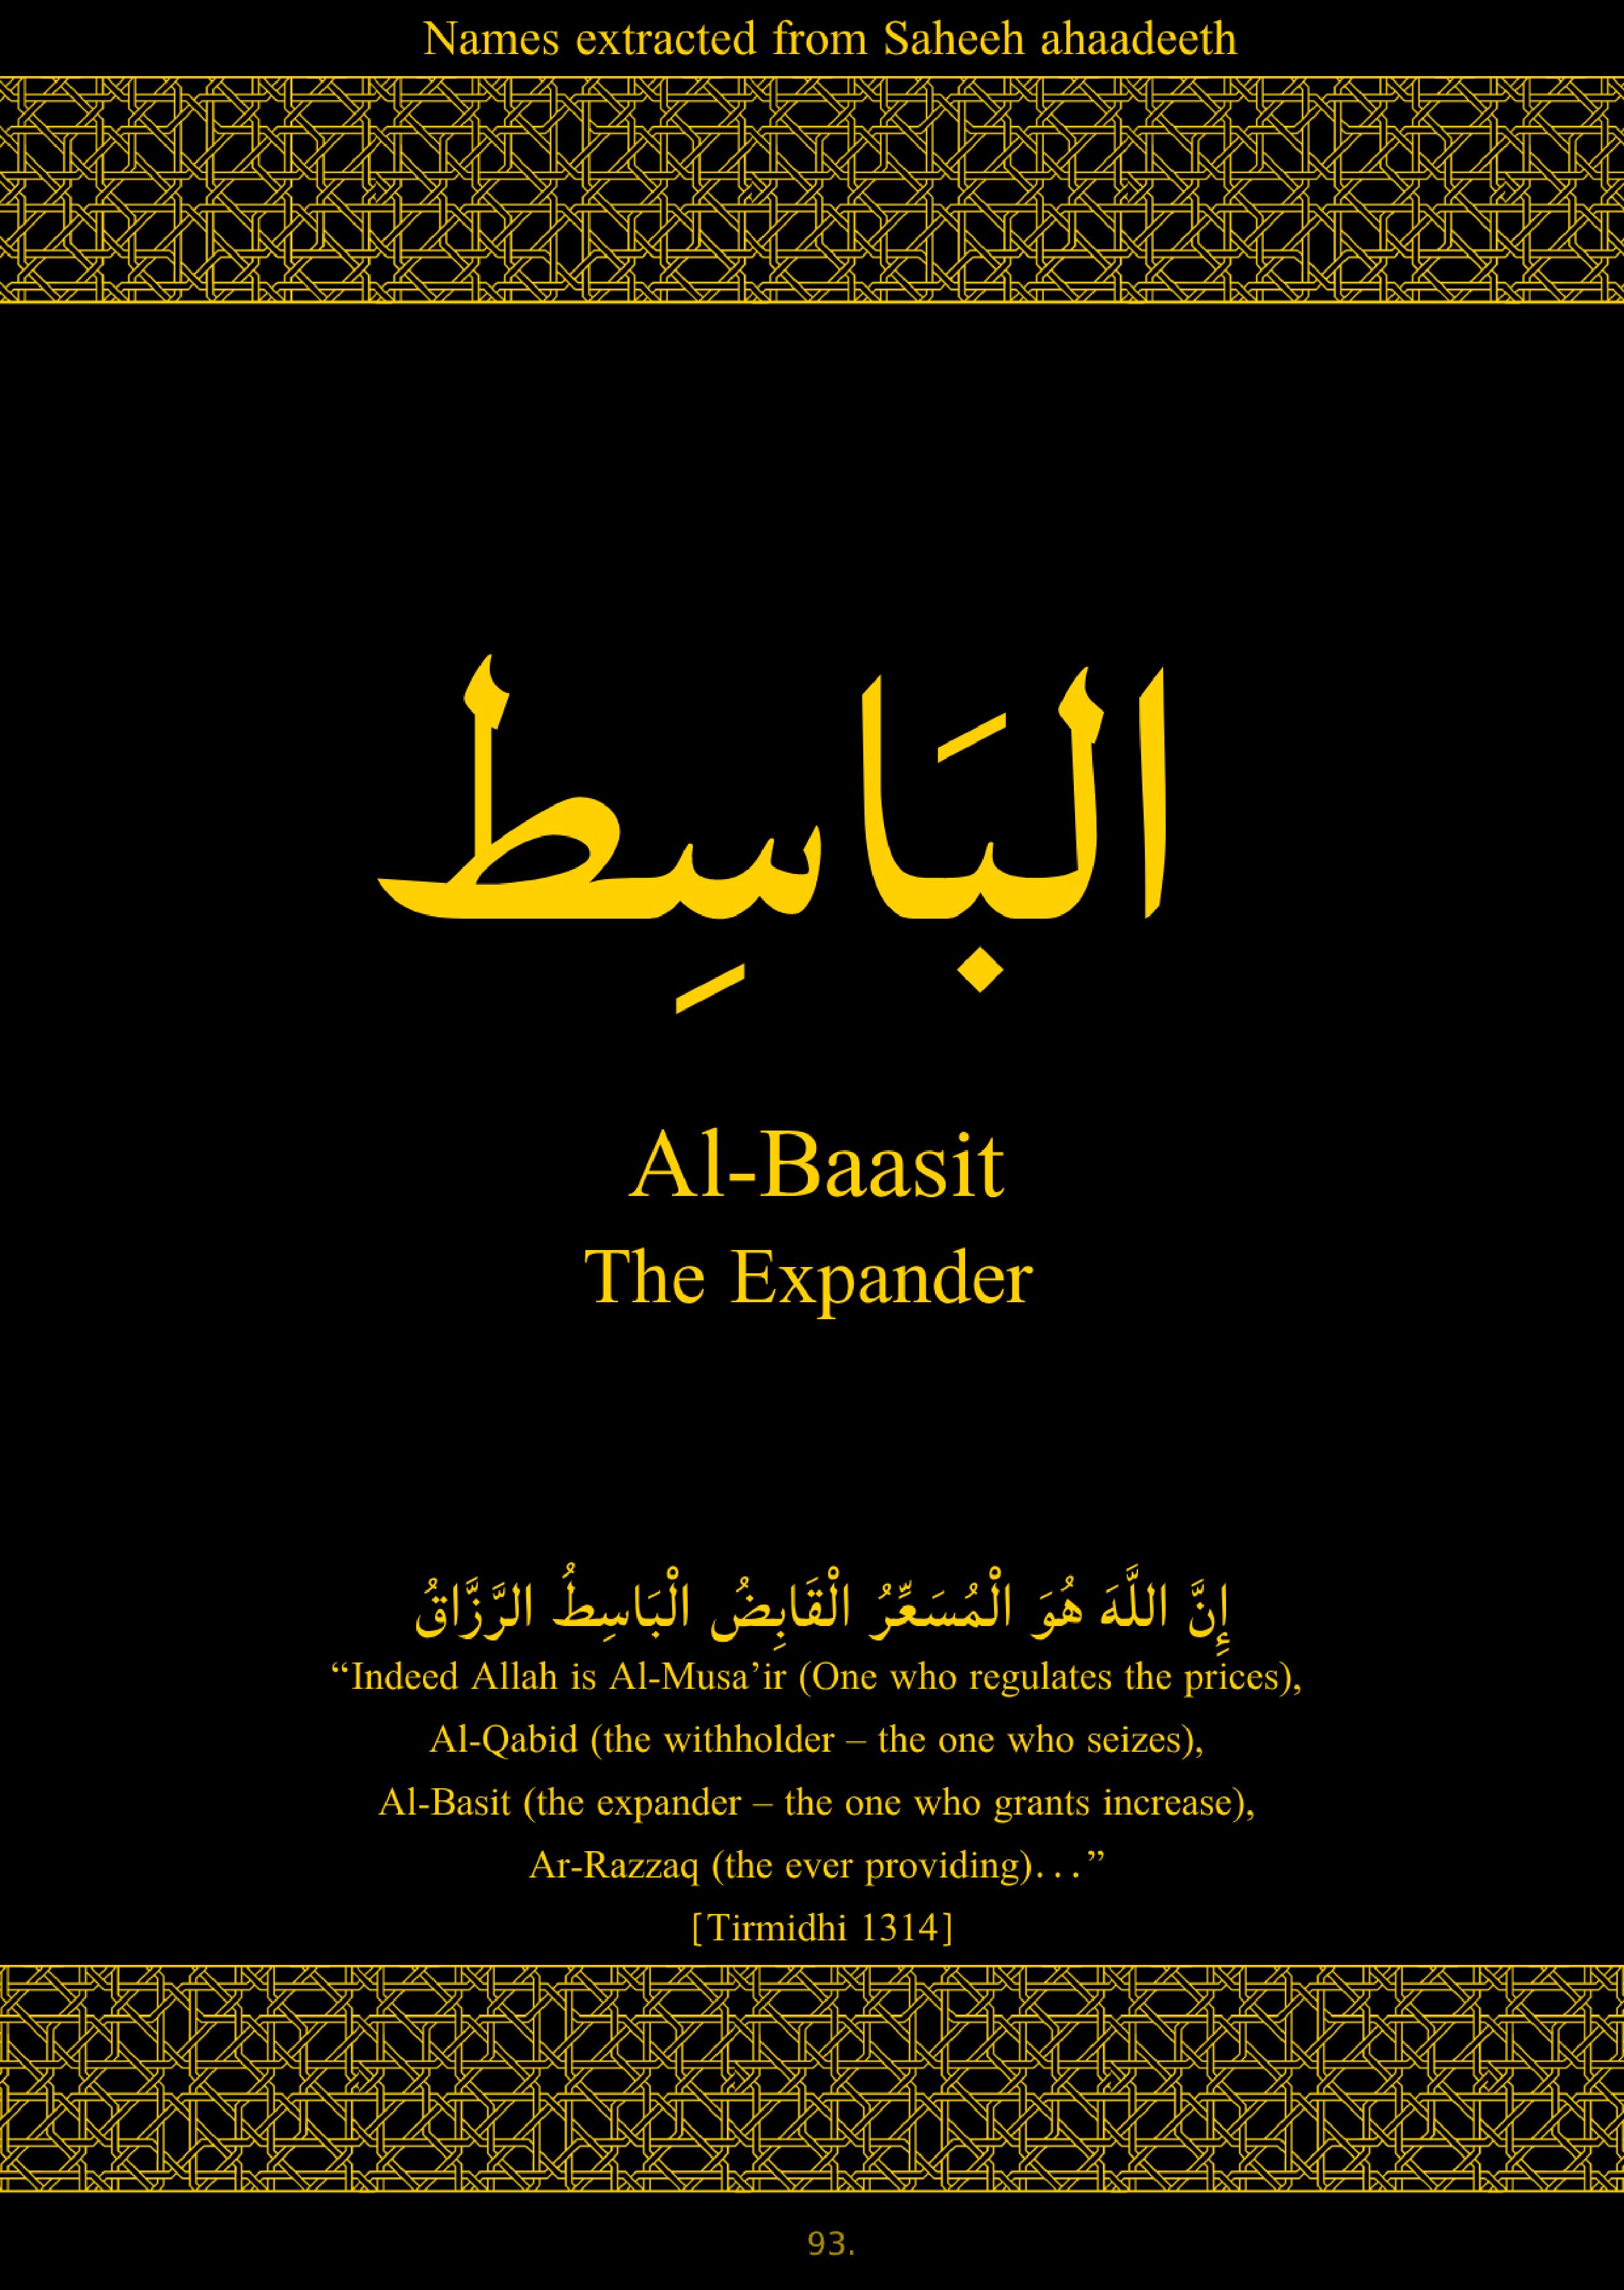 Names extracted from Saheeh ahaadeeth
البَاسِط
Al-Baasit
The Expander
إِنَّ اللَّهَ هُوَ الْمُسَعِّرُ الْقَابِضُ الْبَاسِطُ الرَّزَّاقُ
“Indeed Allah is Al-Musa’ir (One who regulates the prices),
Al-Qabid (the withholder – the one who seizes),
Al-Basit (the expander – the one who grants increase),
Ar-Razzaq (the ever providing)…”
[Tirmidhi 1314]
93.